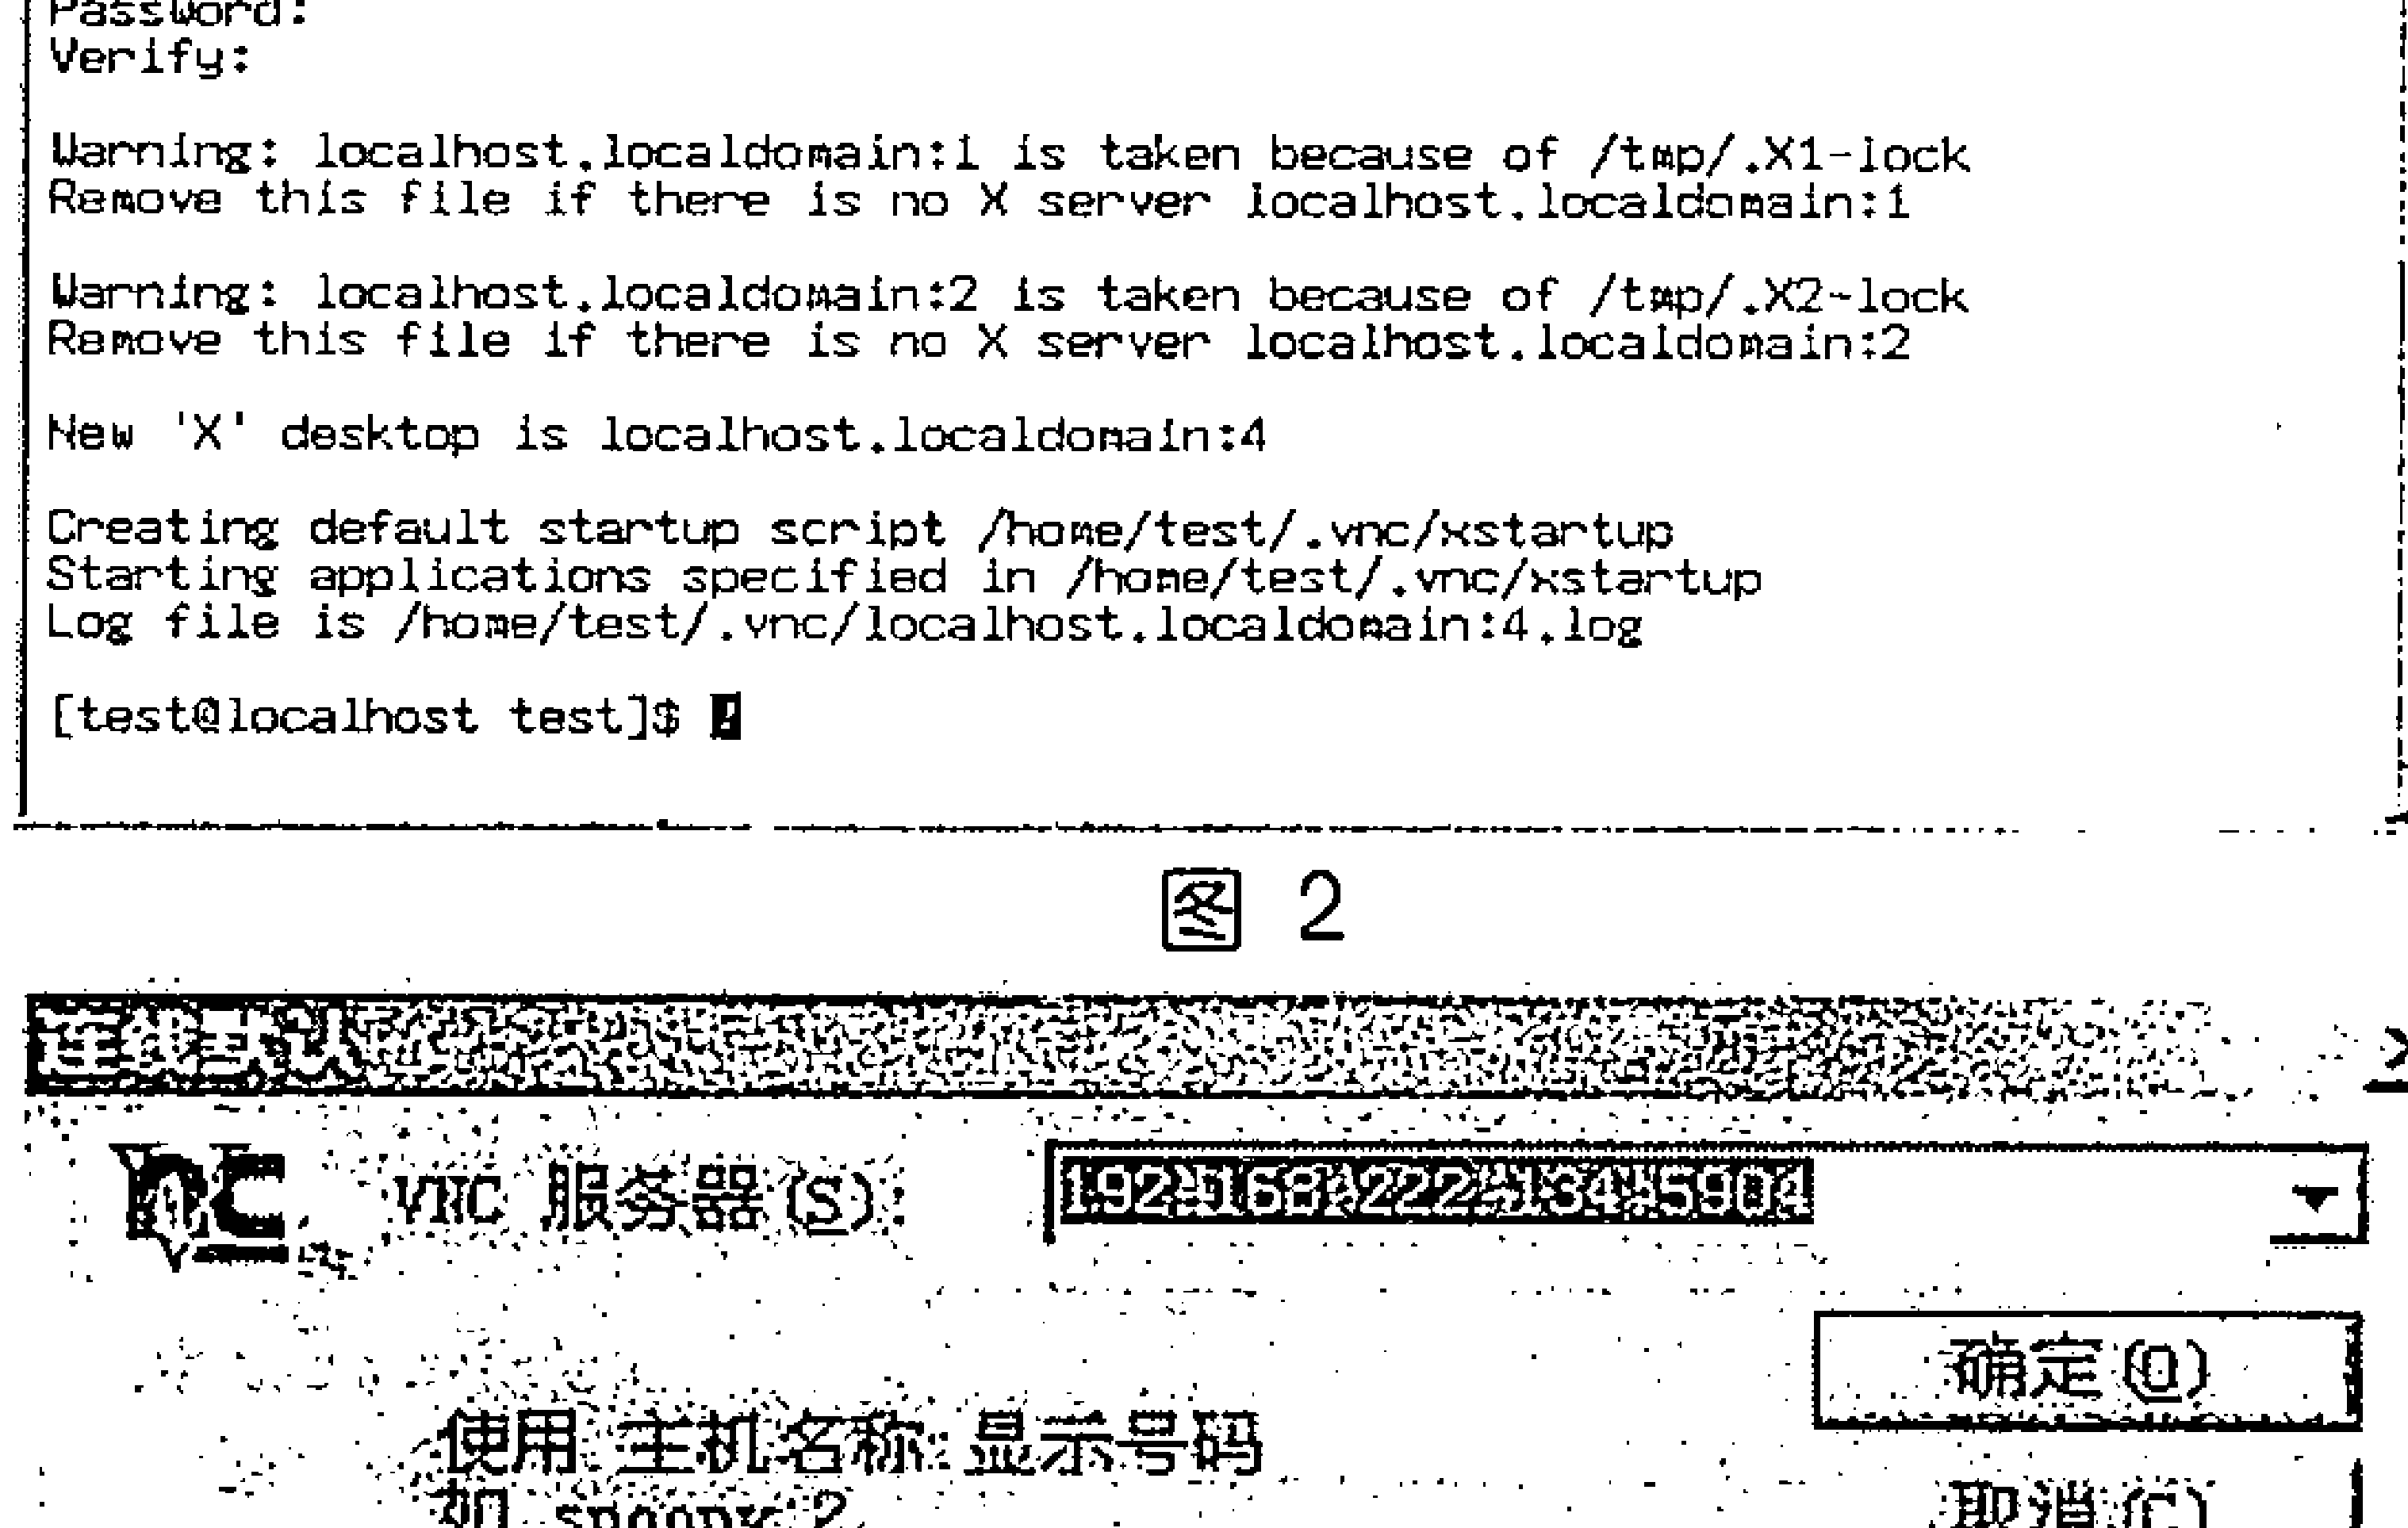 Password:
Verify:
Warning: localhost.localdomain:1 is taken because of /tmp/.X1-lock
Remove this file if there is no X server localhost.localdomain:1
Warning: localhost.localdomain:2 is taken because of /tmp/.X2-lock
Remove this file if there is no X server localhost.localdomain:2
New 'X' desktop is localhost.localdomain:4
Creating default startup script /home/test/.vnc/xstartup
Starting applications specified in /home/test/.vnc/xstartup
Log file is /home/test/.vnc/localhost.localdomain:4.log
[test@localhost test]$
图 2
VNC 服务器(S) 192.168.222.134:5904
确定(O)
使用 主机名称:显示号码
取消(C)